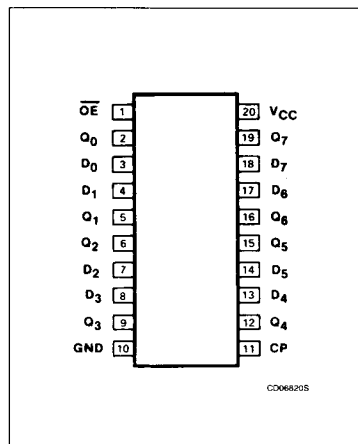 OE 1 20 VCC
Q0 2 19 Q7
D0 3 18 D7
D1 4 17 D6
Q1 5 16 Q6
Q2 6 15 Q5
D2 7 14 D5
D3 8 13 D4
Q3 9 12 Q4
GND 10 11 CP
CD06820S